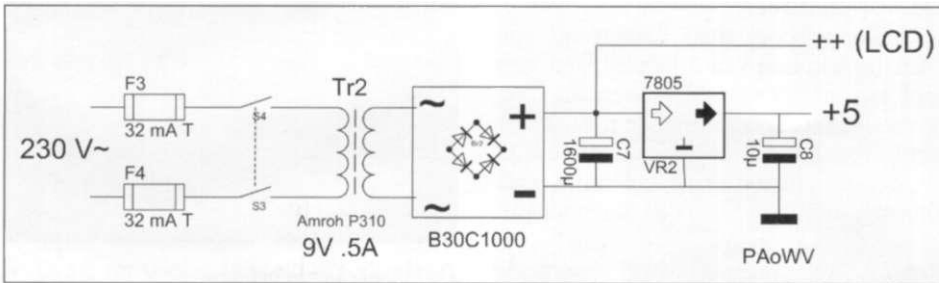 ++ (LCD)
F3
32 mA T
S4
Tr2
~
+
7805
+5
230 V~
Br2
1600µ
C7
VR2
10µ
C8
F4
32 mA T
S3
~
-
Amroh P310
9V .5A
B30C1000
PAoWV